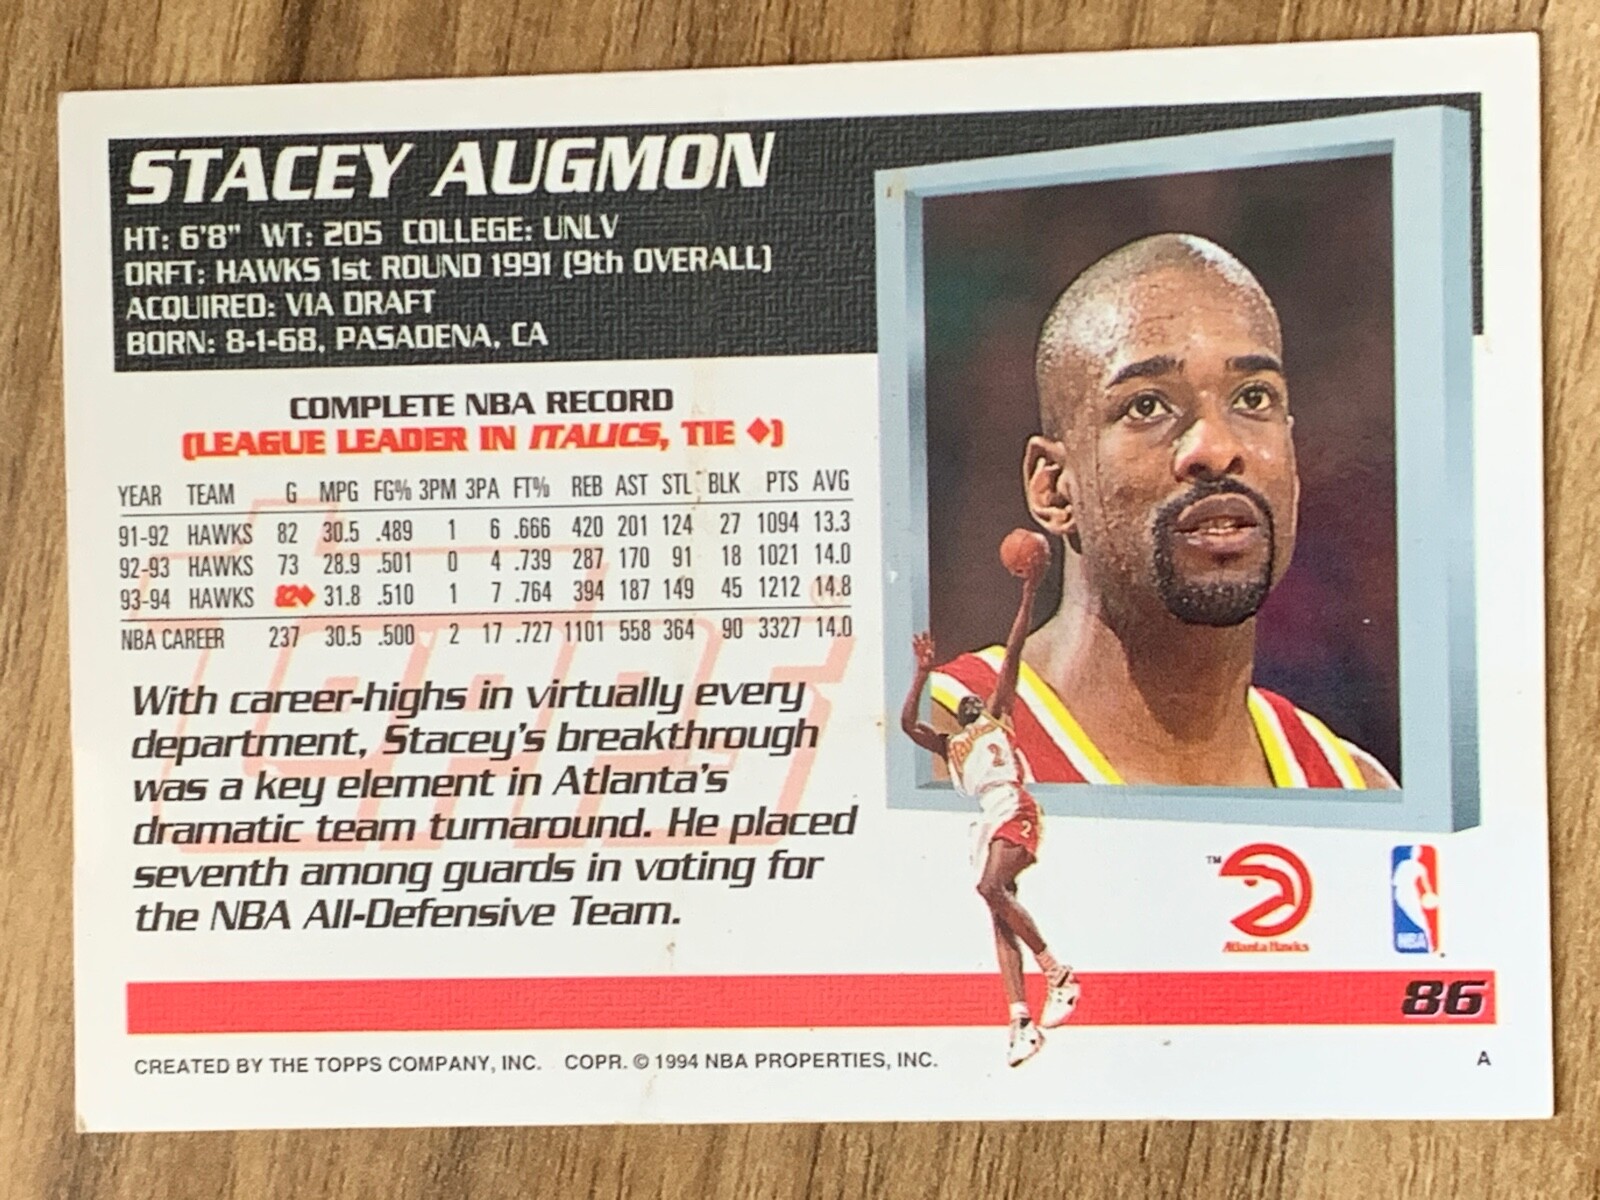 STACEY AUGMON
HT: 6'8" WT: 205 COLLEGE: UNLV
DRFT: HAWKS 1st ROUND 1991 (9th OVERALL)
ACQUIRED: VIA DRAFT
BORN: 8-1-68, PASADENA, CA
COMPLETE NBA RECORD
(LEAGUE LEADER IN ITALICS, TIE ♦)
YEAR TEAM G MPG FG% 3PM 3PA FT% REB AST STL BLK PTS AVG
91-92 HAWKS 82 30.5 .489 1 6 .666 420 201 124 27 1094 13.3
92-93 HAWKS 73 28.9 .501 0 4 .739 287 170 91 18 1021 14.0
93-94 HAWKS 82♦ 31.8 .510 1 7 .764 394 187 149 45 1212 14.8
NBA CAREER 237 30.5 .500 2 17 .727 1101 558 364 90 3327 14.0
With career-highs in virtually every
department, Stacey's breakthrough
was a key element in Atlanta's
dramatic team turnaround. He placed
seventh among guards in voting for
the NBA All-Defensive Team.
Topps
2
2
TM
Atlanta Hawks
NBA
86
CREATED BY THE TOPPS COMPANY, INC. COPR. © 1994 NBA PROPERTIES, INC.
A